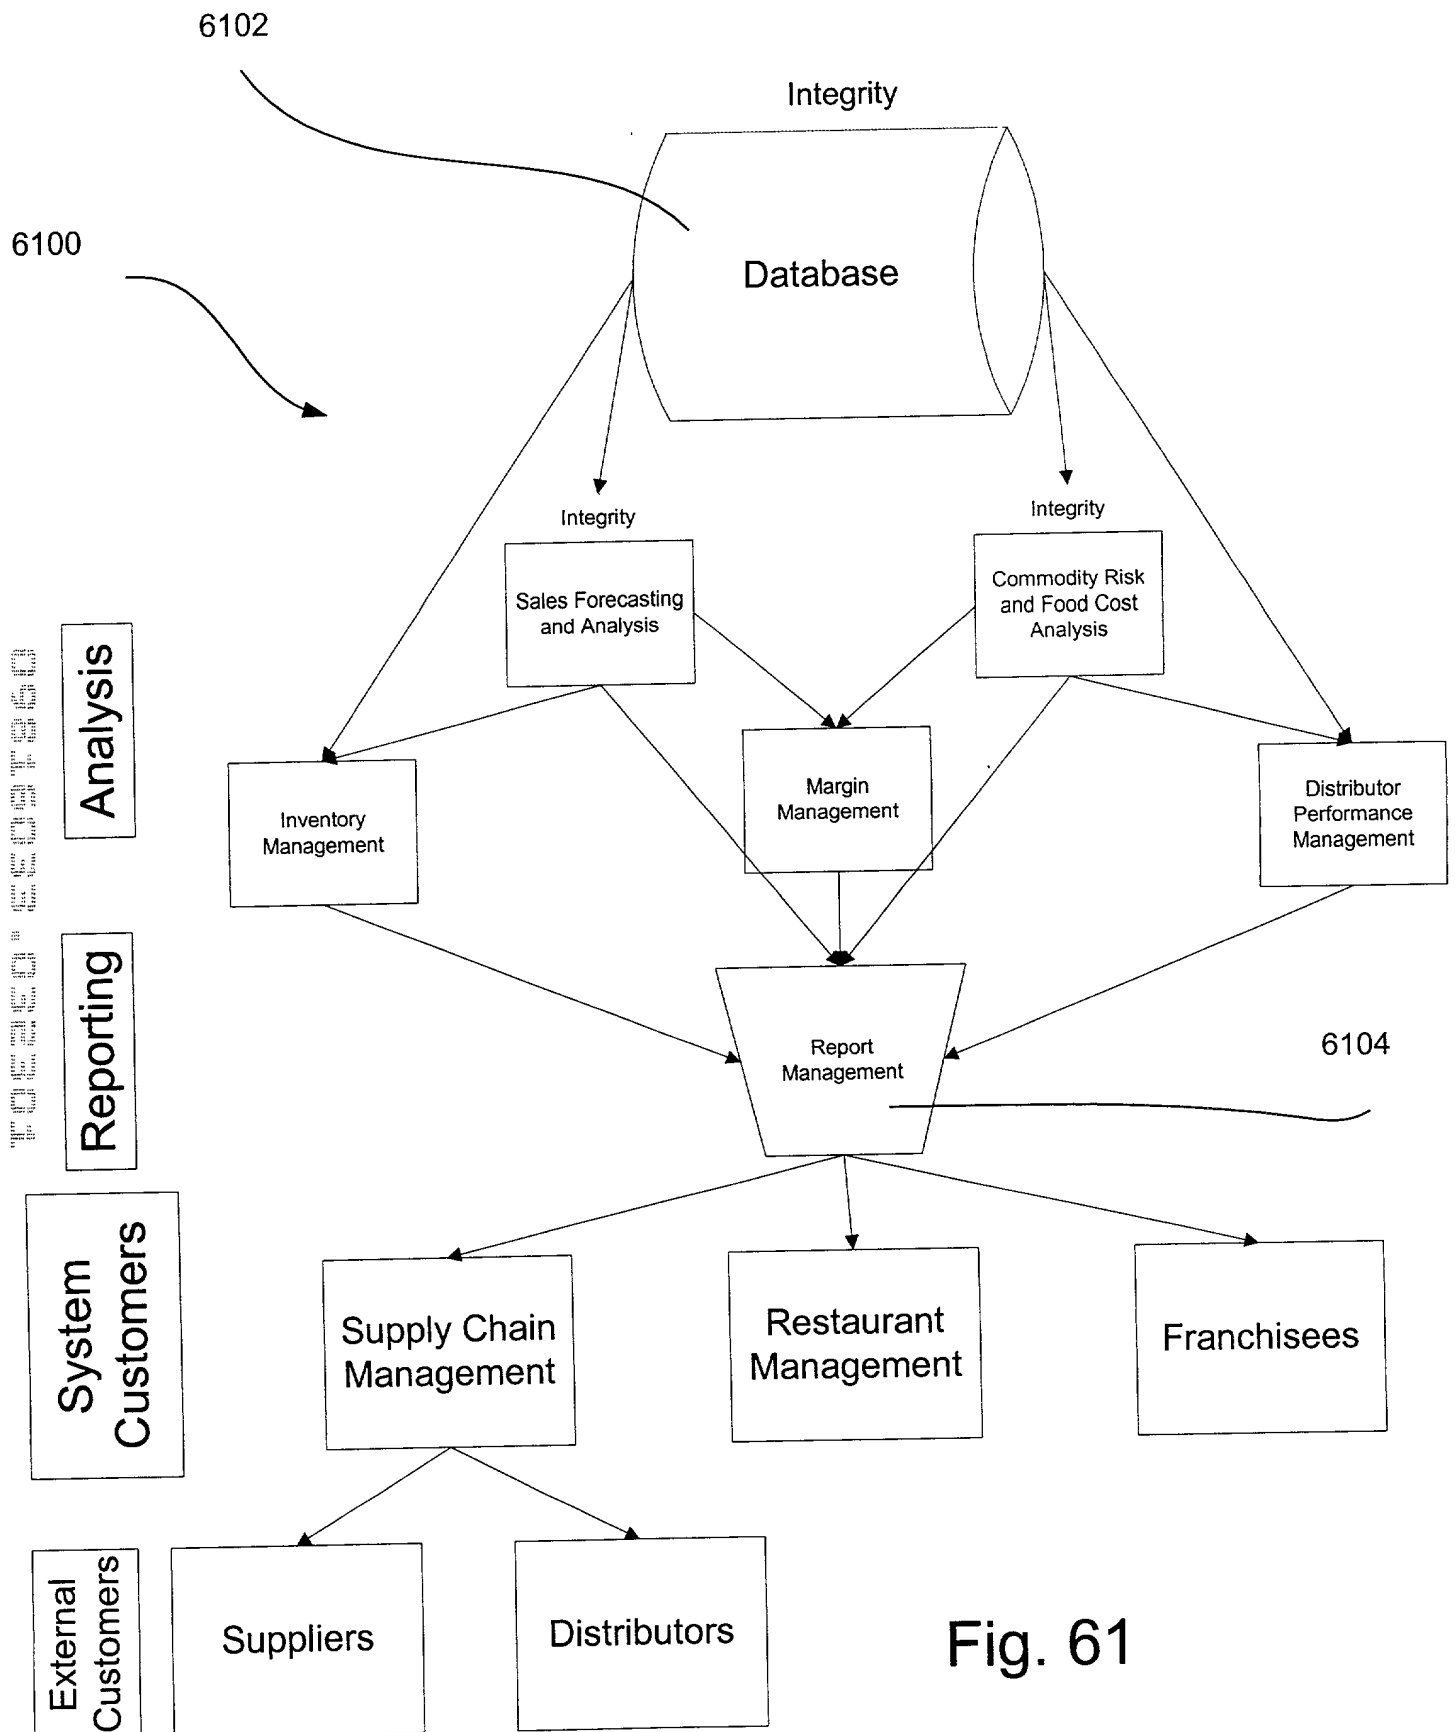 6102
Integrity
6100
Database
Integrity
Integrity
Sales Forecasting
and Analysis
Commodity Risk
and Food Cost
Analysis
Analysis
Inventory
Management
Margin
Management
Distributor
Performance
Management
Reporting
Report
Management
6104
System
Customers
Supply Chain
Management
Restaurant
Management
Franchisees
External
Customers
Suppliers
Distributors
Fig. 61